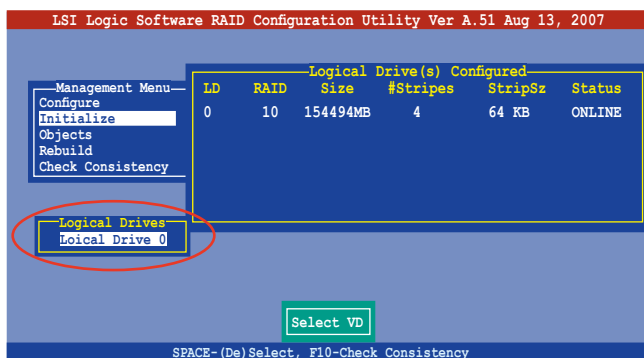 LSI Logic Software RAID Configuration Utility Ver A.51 Aug 13, 2007
Logical Drive(s) Configured
LD RAID Size #Stripes StripSz Status
0 10 154494MB 4 64 KB ONLINE
Management Menu
Configure
Initialize
Objects
Rebuild
Check Consistency
Logical Drives
Loical Drive 0
Select VD
SPACE-(De)Select, F10-Check Consistency